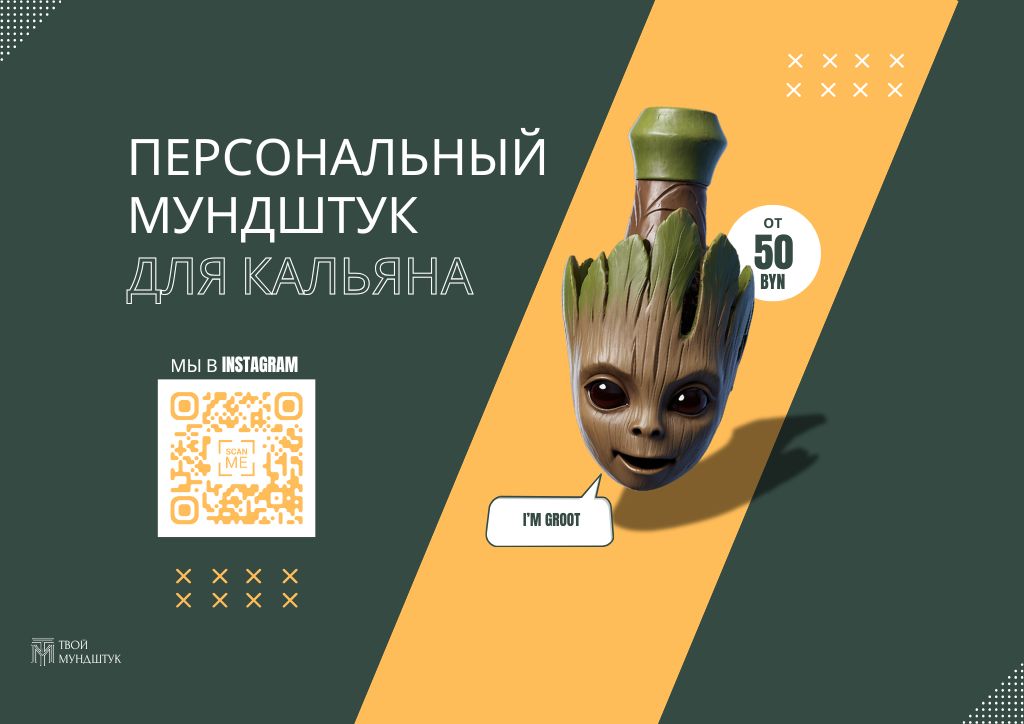 ПЕРСОНАЛЬНЫЙ
МУНДШТУК
ДЛЯ КАЛЬЯНА
ОТ
50
BYN
МЫ В INSTAGRAM
SCAN
ME
I'M GROOT
ТВОЙ
МУНДШТУК